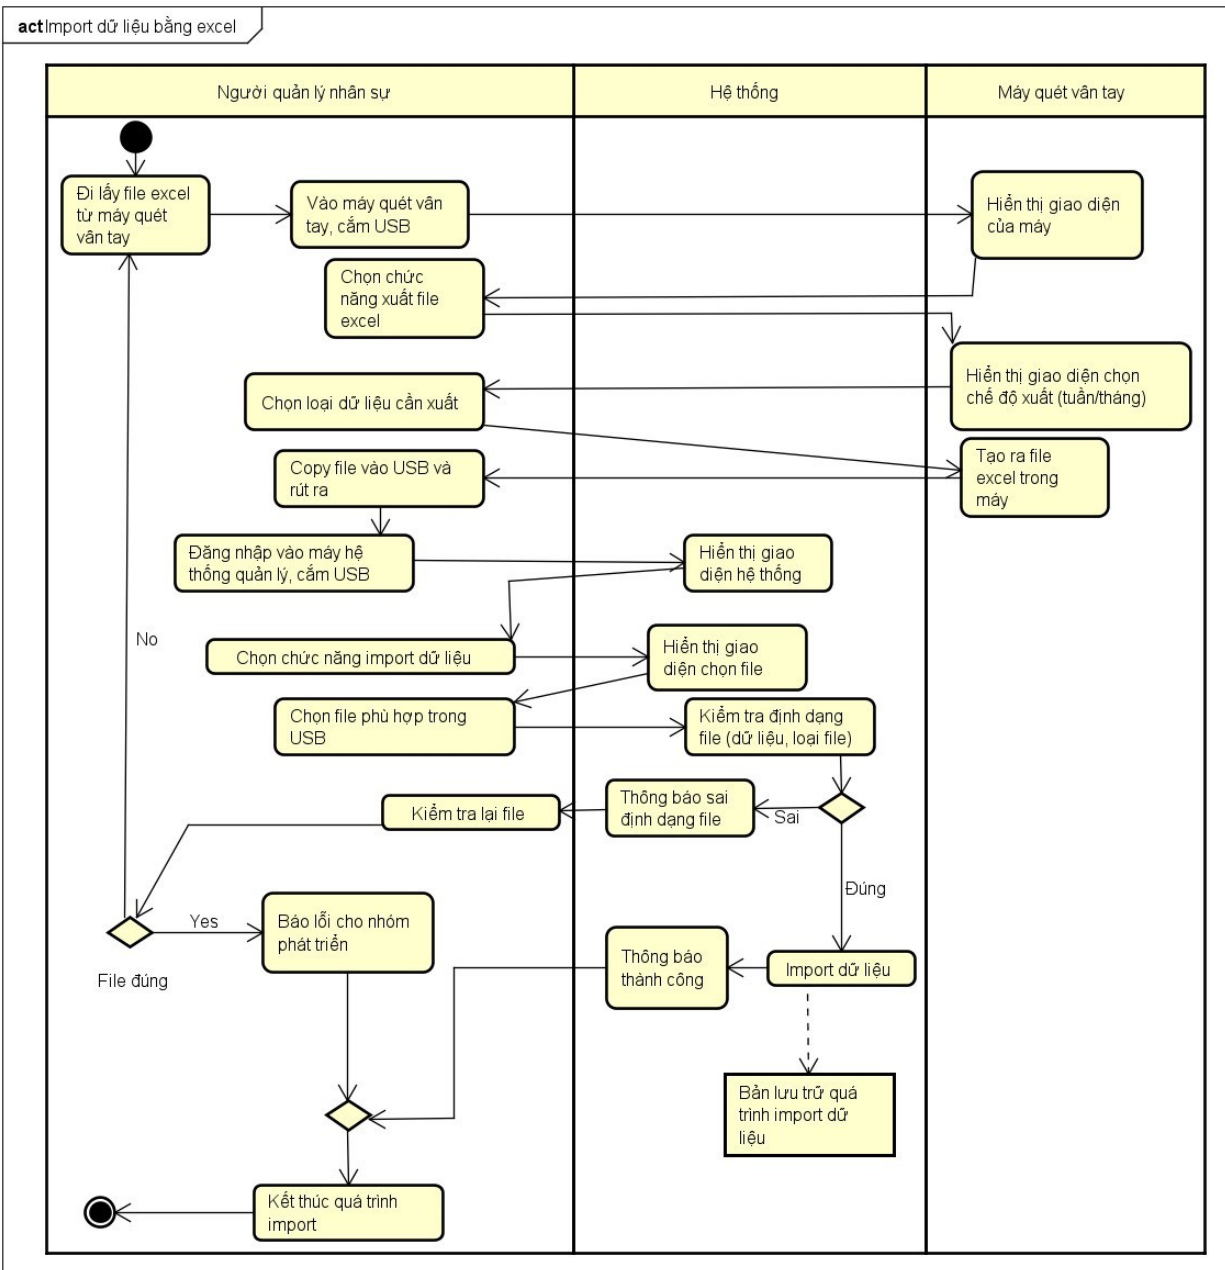 act Import dữ liệu bằng excel
Người quản lý nhân sự
Hệ thống
Máy quét vân tay
Đi lấy file excel
từ máy quét
vân tay
Vào máy quét vân
tay, cắm USB
Hiển thị giao diện
của máy
Chọn chức
năng xuất file
excel
Hiển thị giao diện chọn
chế độ xuất (tuần/tháng)
Chọn loại dữ liệu cần xuất
Tạo ra file
excel trong
máy
Copy file vào USB và
rút ra
Đăng nhập vào máy hệ
thống quản lý, cắm USB
Hiển thị giao
diện hệ thống
No
Chọn chức năng import dữ liệu
Hiển thị giao
diện chọn file
Chọn file phù hợp trong
USB
Kiểm tra định dạng
file (dữ liệu, loại file)
Kiểm tra lại file
Thông báo sai
định dạng file
Sai
Đúng
Yes
File đúng
Báo lỗi cho nhóm
phát triển
Thông báo
thành công
Import dữ liệu
Bản lưu trữ quá
trình import dữ
liệu
Kết thúc quá trình
import